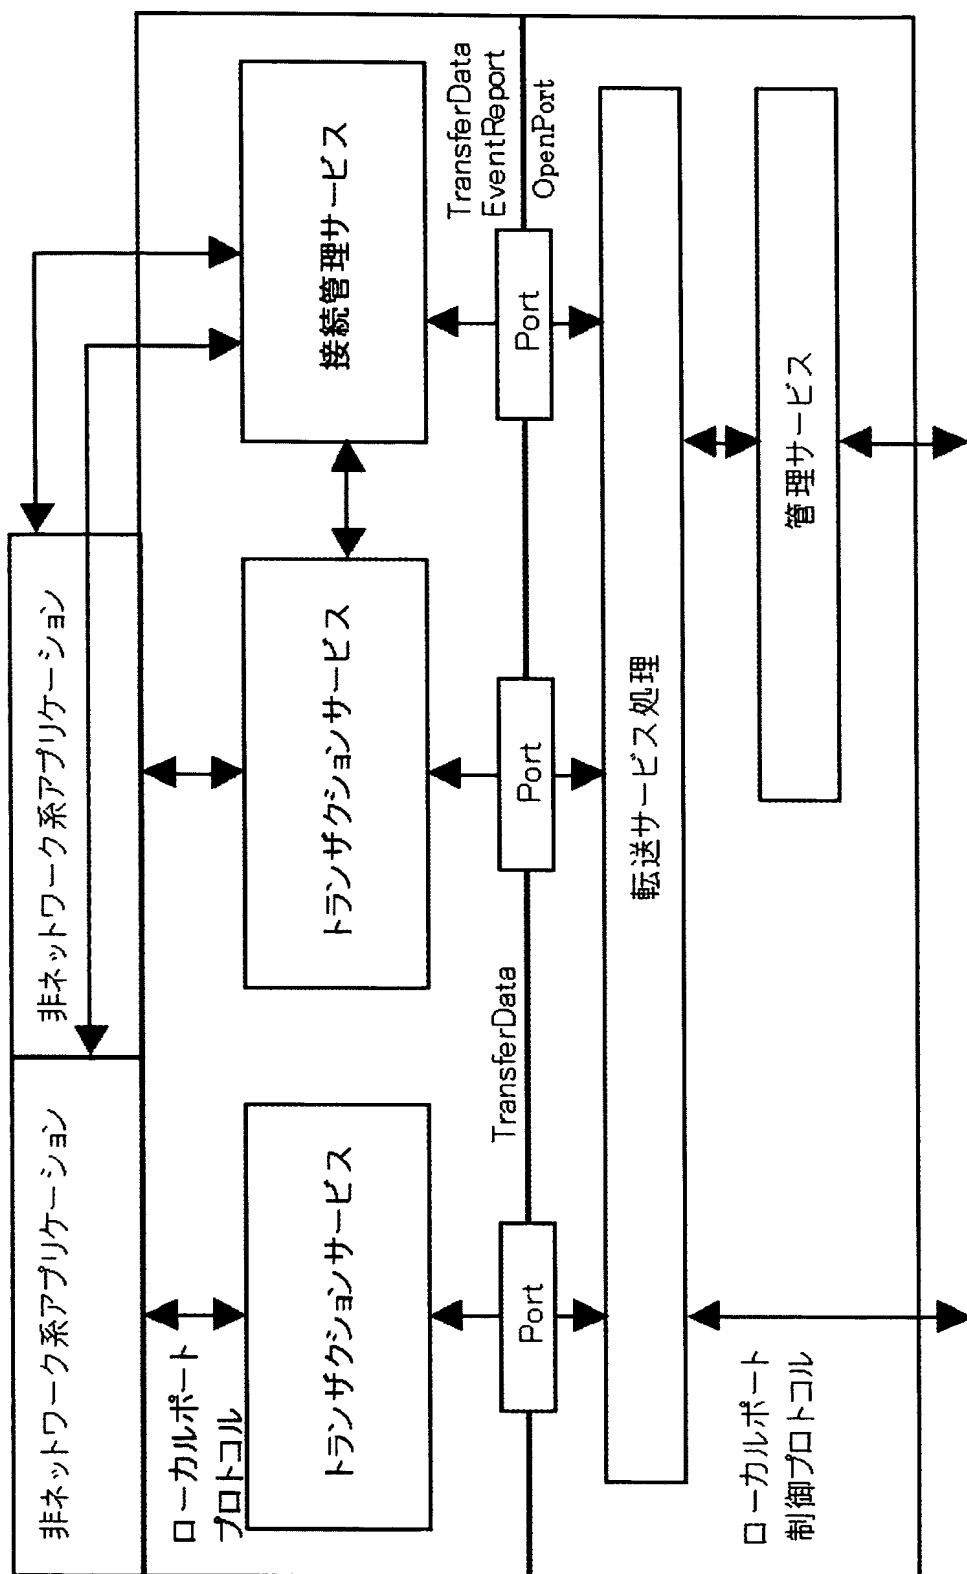 非ネットワーク系アプリケーション
非ネットワーク系アプリケーション
ローカルポート
プロトコル
トランザクションサービス
トランザクションサービス
接続管理サービス
TransferData
TransferData
EventReport
OpenPort
Port
Port
Port
転送サービス処理
管理サービス
ローカルポート
制御プロトコル